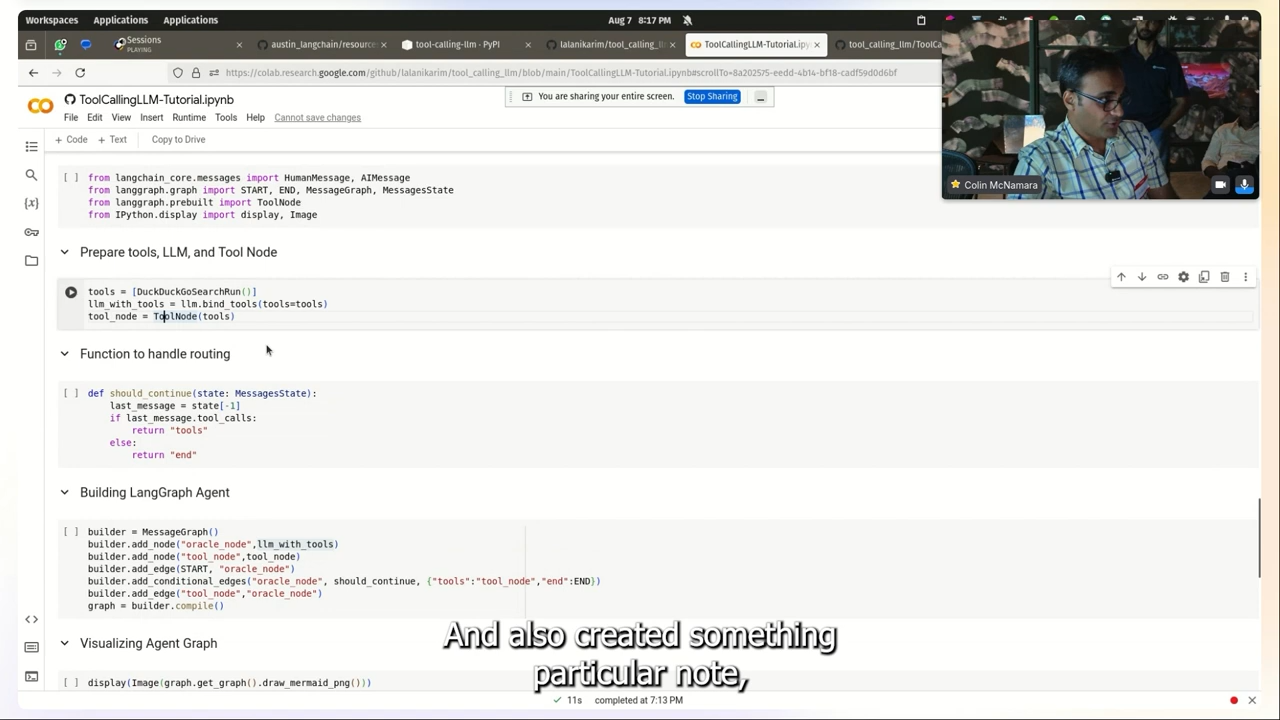 Workspaces Applications Applications Aug 7 8:17 PM
Sessions
PLAYING
austin_langchain/resource
tool-calling-llm · PyPI
lalanikarim/tool_calling_ll
ToolCallingLLM-Tutorial.ipyn
tool_calling_llm/ToolCa
https://colab.research.google.com/github/lalanikarim/tool_calling_llm/blob/main/ToolCallingLLM-Tutorial.ipynb#scrollTo=8a202575-eedd-4b14-bf18-cadf59d0d6bf
ToolCallingLLM-Tutorial.ipynb
You are sharing your entire screen. Stop Sharing
File Edit View Insert Runtime Tools Help Cannot save changes
+ Code + Text Copy to Drive
Colin McNamara
[ ] from langchain_core.messages import HumanMessage, AIMessage
from langgraph.graph import START, END, MessageGraph, MessagesState
from langgraph.prebuilt import ToolNode
from IPython.display import display, Image
Prepare tools, LLM, and Tool Node
tools = [DuckDuckGoSearchRun()]
llm_with_tools = llm.bind_tools(tools=tools)
tool_node = ToolNode(tools)
Function to handle routing
[ ] def should_continue(state: MessagesState):
last_message = state[-1]
if last_message.tool_calls:
return "tools"
else:
return "end"
Building LangGraph Agent
[ ] builder = MessageGraph()
builder.add_node("oracle_node",llm_with_tools)
builder.add_node("tool_node",tool_node)
builder.add_edge(START, "oracle_node")
builder.add_conditional_edges("oracle_node", should_continue, {"tools":"tool_node","end":END})
builder.add_edge("tool_node","oracle_node")
graph = builder.compile()
Visualizing Agent Graph
[ ] display(Image(graph.get_graph().draw_mermaid_png()))
And also created something
particular note,
11s completed at 7:13 PM